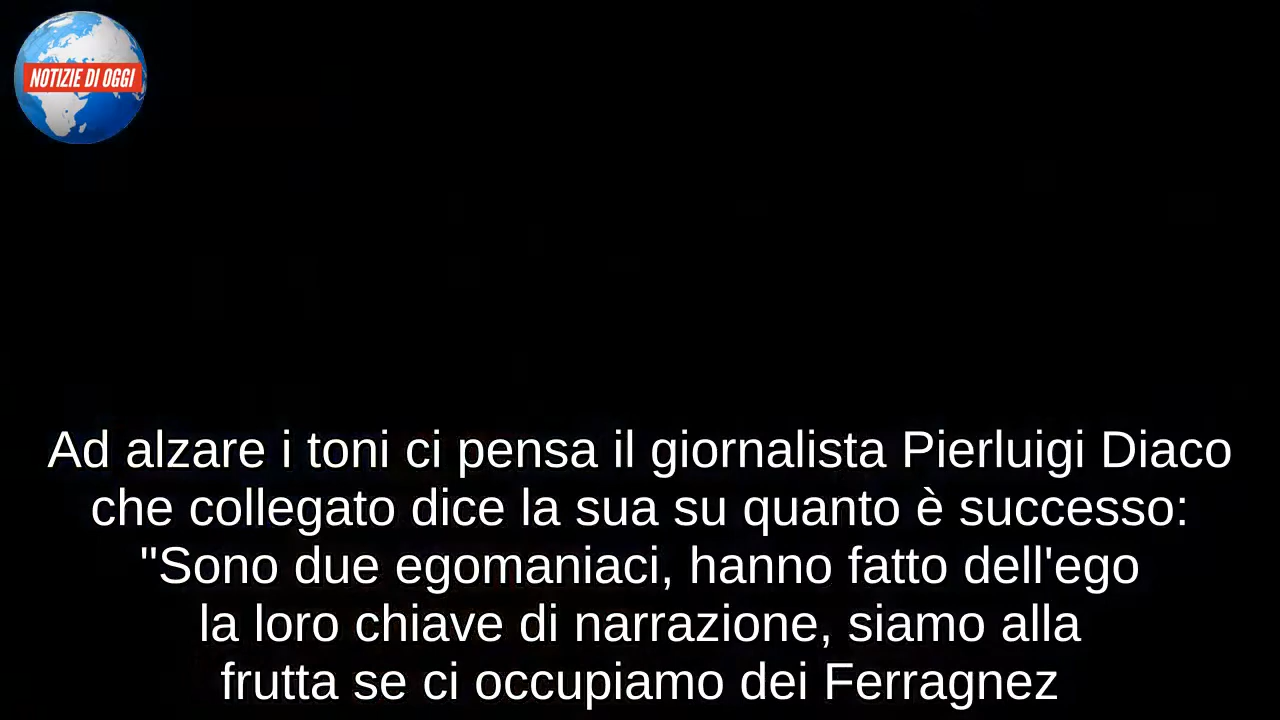 NOTIZIE DI OGGI
Ad alzare i toni ci pensa il giornalista Pierluigi Diaco
che collegato dice la sua su quanto è successo:
"Sono due egomaniaci, hanno fatto dell'ego
la loro chiave di narrazione, siamo alla
frutta se ci occupiamo dei Ferragnez